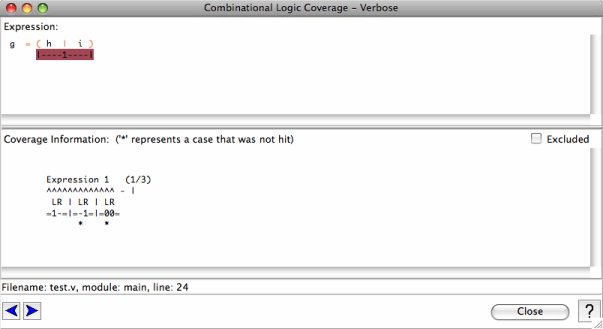 Combinational Logic Coverage – Verbose
Expression:
g = ( h | i )
|----1----|
Coverage Information: ('*' represents a case that was not hit)
Excluded
Expression 1 (1/3)
^^^^^^^^^^^^^ - |
LR | LR | LR
=1-=|=-1=|=00=
* *
Filename: test.v, module: main, line: 24
Close
?